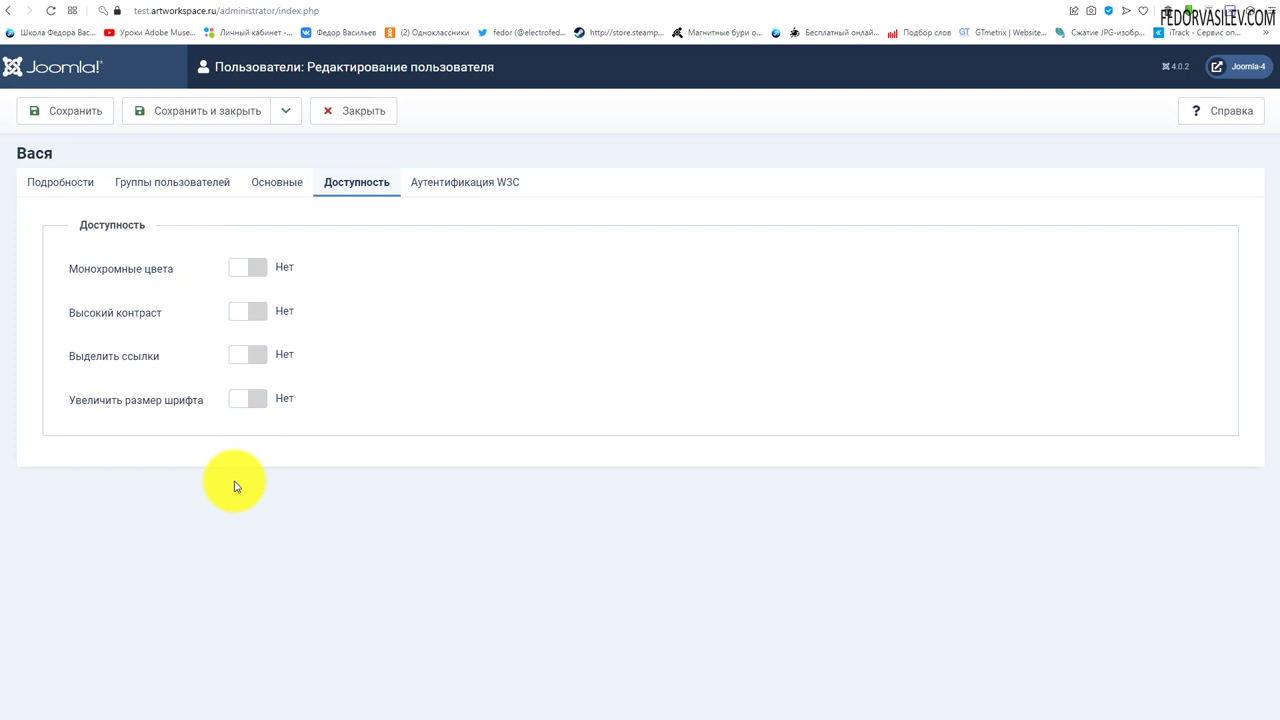 test.artworkspace.ru/administrator/index.php
FEDORVASILEV.COM
Школа Федора Вас...
Уроки Adobe Muse...
Личный кабинет -...
Федор Васильев
(2) Одноклассники
fedor (@electrofed...
http://store.steamp...
Магнитные бури о...
Бесплатный онлай...
Подбор слов
GT
GTmetrix | Website...
Сжатие JPG-изобр...
iTrack - Сервис оп...
Joomla!
Пользователи: Редактирование пользователя
4.0.2
Joomla-4
Сохранить
Сохранить и закрыть
Закрыть
? Справка
Вася
Подробности
Группы пользователей
Основные
Доступность
Аутентификация W3C
Доступность
Монохромные цвета Нет
Высокий контраст Нет
Выделить ссылки Нет
Увеличить размер шрифта Нет